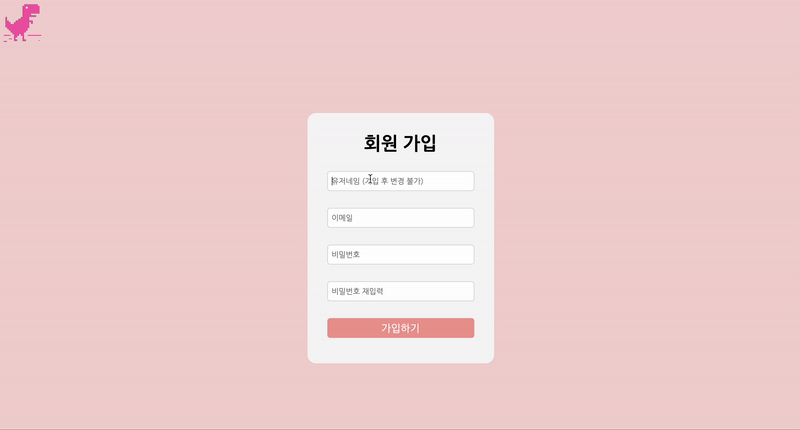 회원 가입
유저네임 (가입 후 변경 불가)
이메일
비밀번호
비밀번호 재입력
가입하기